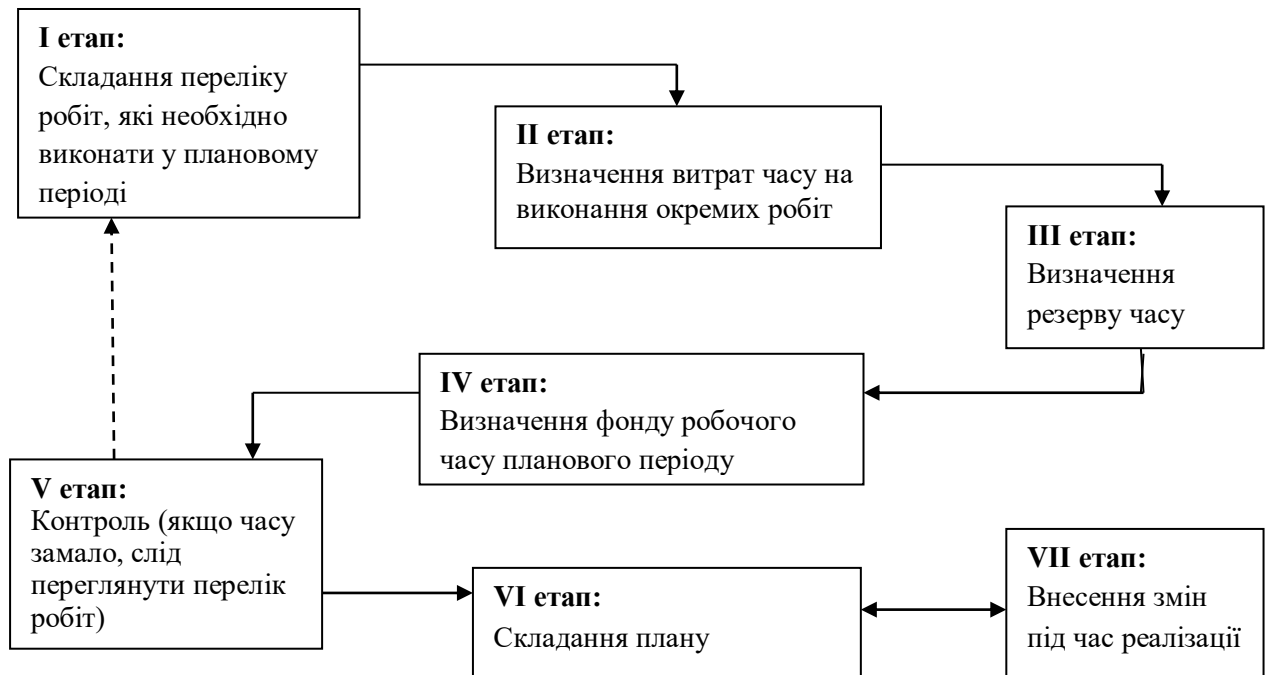 I етап:
Складання переліку
робіт, які необхідно
виконати у плановому
періоді
II етап:
Визначення витрат часу на
виконання окремих робіт
III етап:
Визначення
резерву часу
IV етап:
Визначення фонду робочого
часу планового періоду
V етап:
Контроль (якщо часу
замало, слід
переглянути перелік
робіт)
VI етап:
Складання плану
VII етап:
Внесення змін
під час реалізації